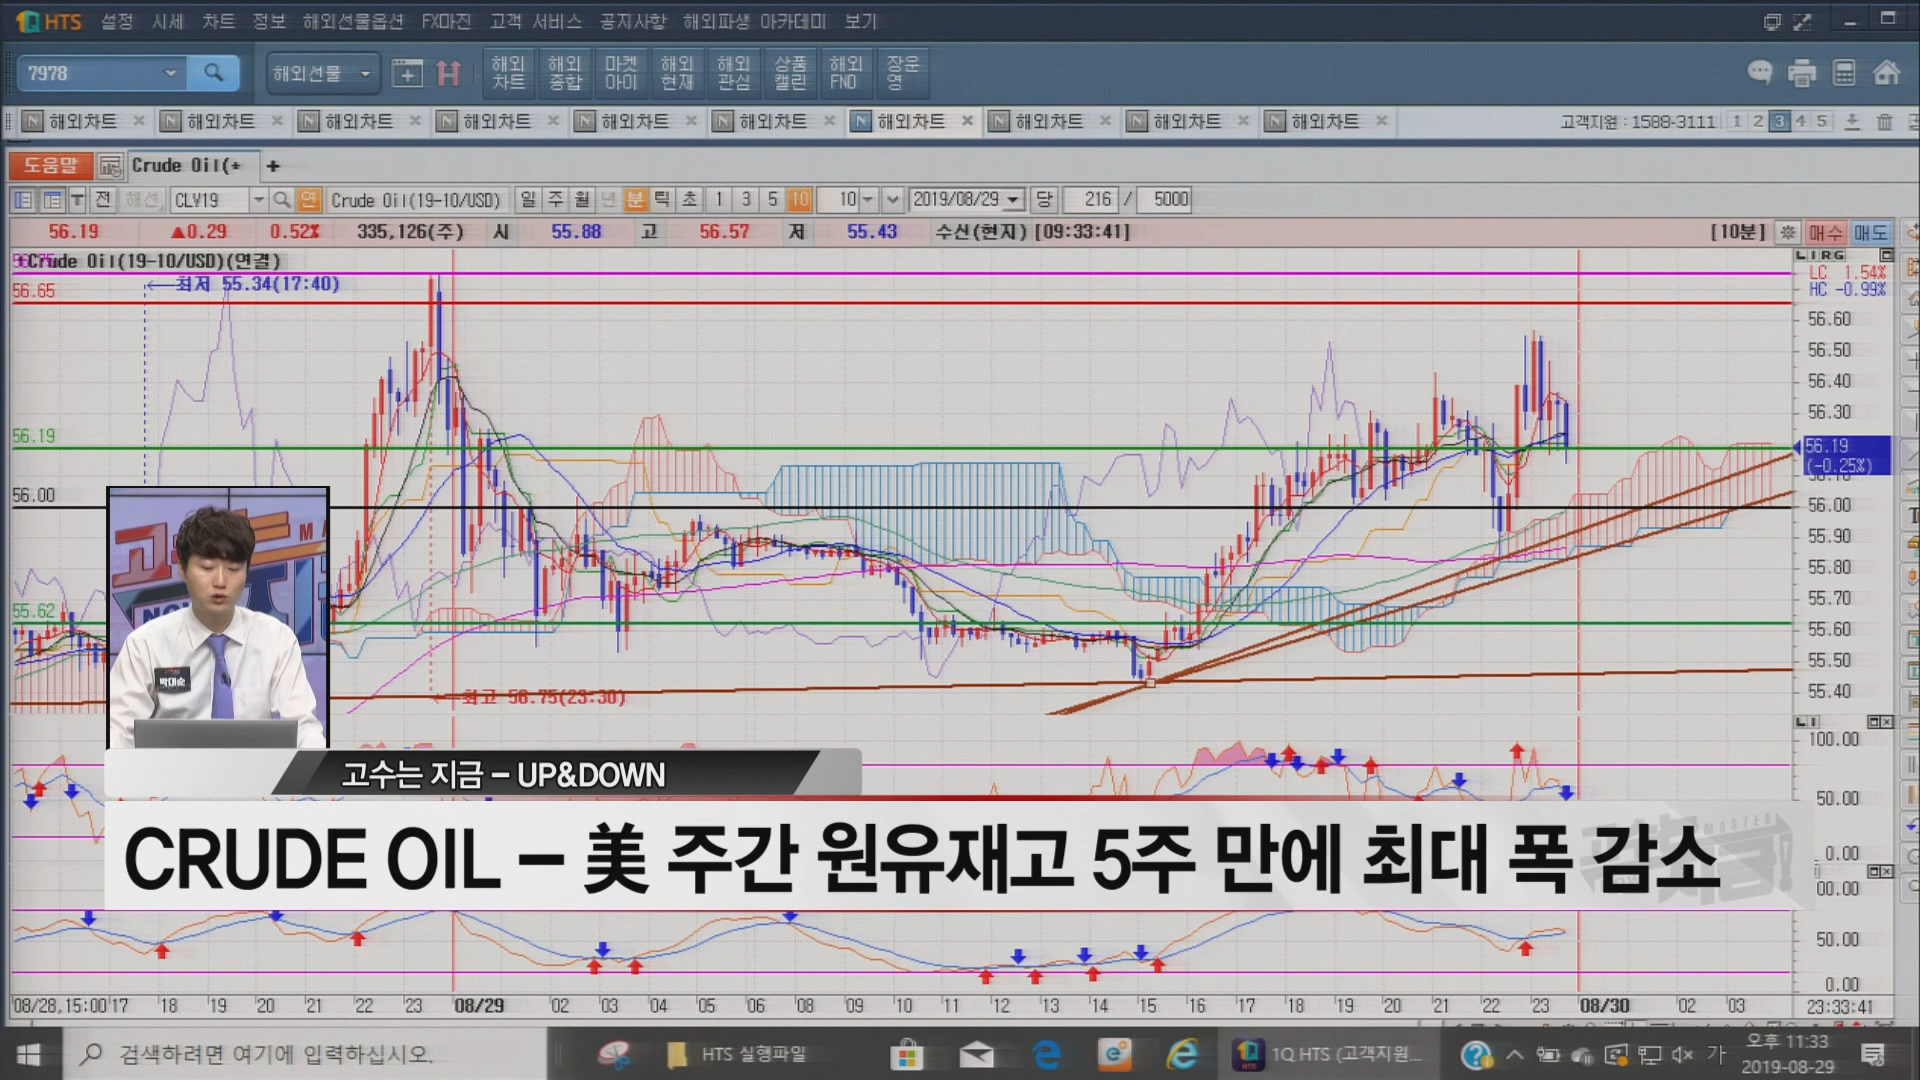 1Q HTS 설정 시세 차트 정보 해외선물옵션 FX마진 고객 서비스 공지사항 해외파생 아카데미 보기
7978 해외선물 H 해외차트 해외종합 마켓아이 해외현재 해외관심 상품캘린 해외FND 장운영
해외차트 × 해외차트 × 해외차트 × 해외차트 × 해외차트 × 해외차트 × 해외차트 × 해외차트 × 해외차트 × 해외차트 × 고객지원 : 1588-3111 1 2 3 4 5
도움말 Crude Oil(* +
T 전 해선 CLV19 연 Crude Oil(19-10/USD) 일 주 월 년 분 틱 초 1 3 5 10 10 2019/08/29 당 216 / 5000
56.19 ▲0.29 0.52% 335,126(주) 시 55.88 고 56.57 저 55.43 수신(현지) [09:33:41] [10분] 매수 매도
Crude Oil(19-10/USD)(연결) L I R G
최저 55.34(17:40)
LC 1.54%
HC -0.99%
56.65
56.60
56.50
56.40
56.30
56.19
56.19
(-0.25%)
56.00
56.00
55.90
55.80
55.70
55.62
55.60
55.50
55.40
최고 56.75(23:30)
박대순
L I
100.00
50.00
0.00
고수는 지금 – UP&DOWN
CRUDE OIL – 美 주간 원유재고 5주 만에 최대 폭 감소
00.00
50.00
0.00
08/28,15:00 17 18 19 20 21 22 23 08/29 02 03 04 05 06 07 08 09 10 11 12 13 14 15 16 17 18 19 20 21 22 23 08/30 02 03 23:33:41
검색하려면 여기에 입력하십시오. HTS 실행파일 1Q HTS (고객지원... 가 오후 11:33
2019-08-29